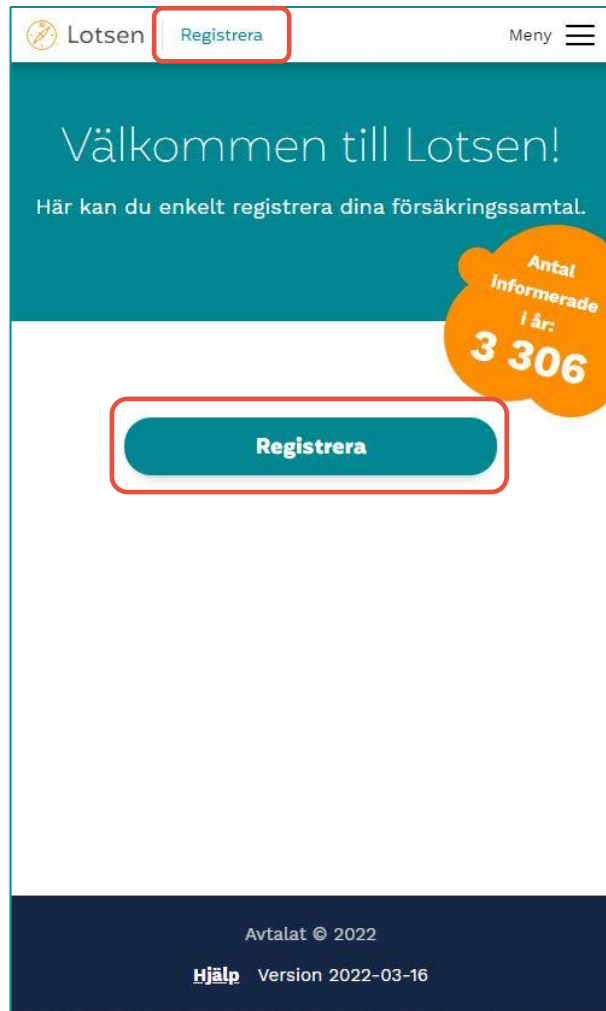 Lotsen Registrera Meny
Välkommen till Lotsen!
Här kan du enkelt registrera dina försäkringssamtal.
Antal
informerade
i år:
3 306
Registrera
Avtalat © 2022
Hjälp Version 2022-03-16